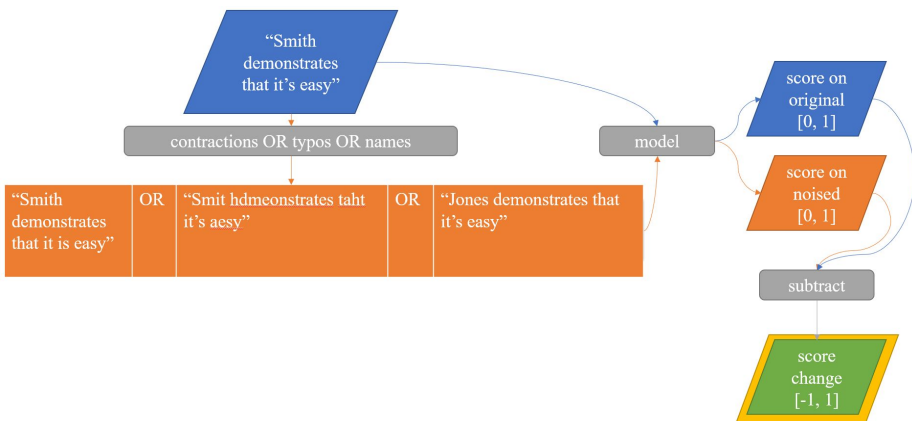 “Smith
demonstrates
that it’s easy”
contractions OR typos OR names
“Smith
demonstrates
that it is easy”
OR
“Smit hdmeonstrates taht
it’s aesy”
OR
“Jones demonstrates that
it’s easy”
model
score on
original
[0, 1]
score on
noised
[0, 1]
subtract
score
change
[-1, 1]